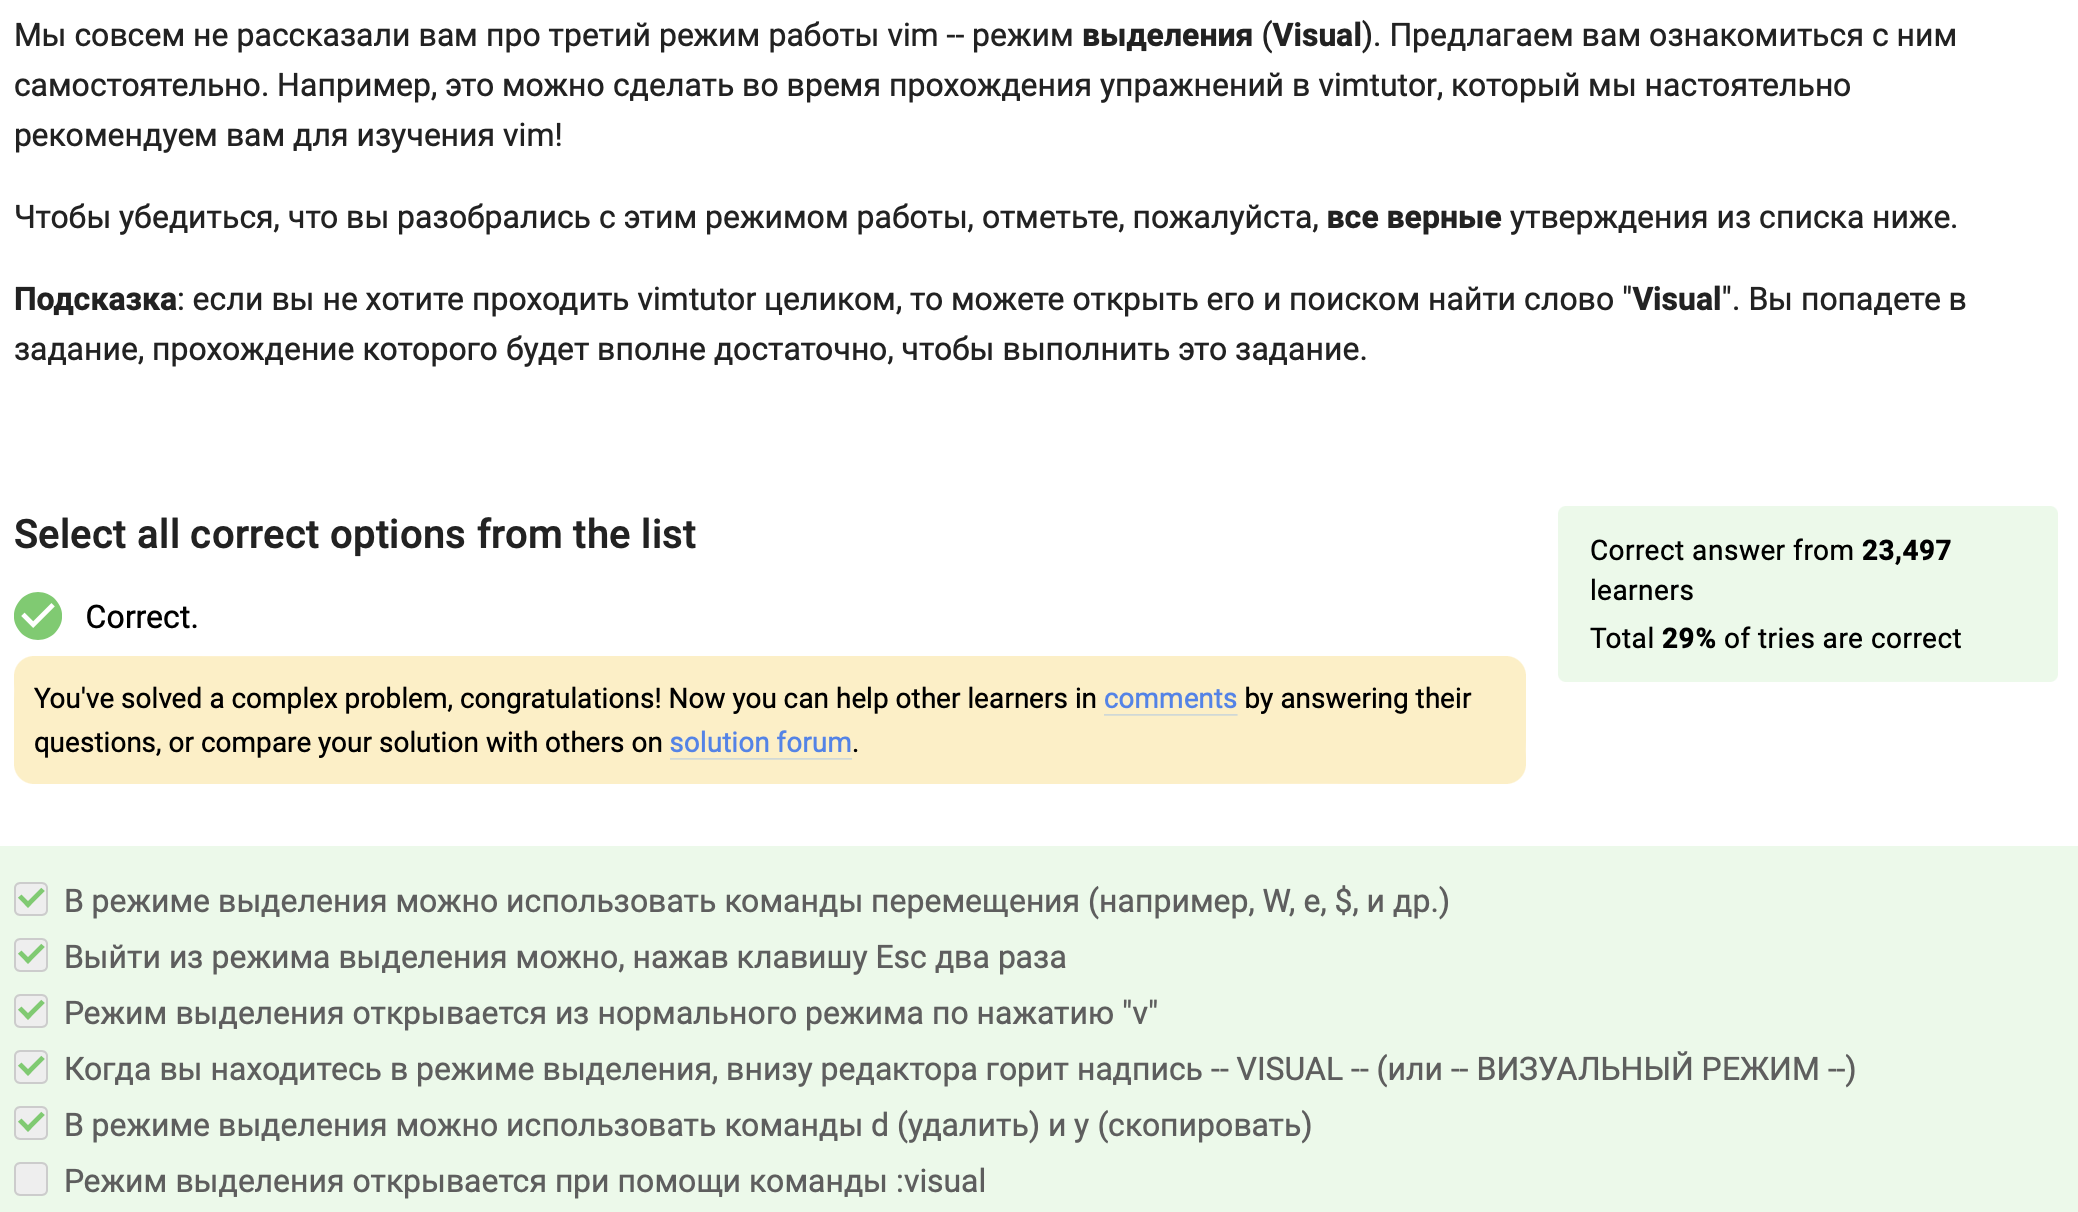 Мы совсем не рассказали вам про третий режим работы vim -- режим выделения (Visual). Предлагаем вам ознакомиться с ним
самостоятельно. Например, это можно сделать во время прохождения упражнений в vimtutor, который мы настоятельно
рекомендуем вам для изучения vim!
Чтобы убедиться, что вы разобрались с этим режимом работы, отметьте, пожалуйста, все верные утверждения из списка ниже.
Подсказка: если вы не хотите проходить vimtutor целиком, то можете открыть его и поиском найти слово "Visual". Вы попадете в
задание, прохождение которого будет вполне достаточно, чтобы выполнить это задание.
Select all correct options from the list
Correct.
You've solved a complex problem, congratulations! Now you can help other learners in comments by answering their
questions, or compare your solution with others on solution forum.
Correct answer from 23,497
learners
Total 29% of tries are correct
В режиме выделения можно использовать команды перемещения (например, W, e, $, и др.)
Выйти из режима выделения можно, нажав клавишу Esc два раза
Режим выделения открывается из нормального режима по нажатию "v"
Когда вы находитесь в режиме выделения, внизу редактора горит надпись -- VISUAL -- (или -- ВИЗУАЛЬНЫЙ РЕЖИМ --)
В режиме выделения можно использовать команды d (удалить) и y (скопировать)
Режим выделения открывается при помощи команды :visual